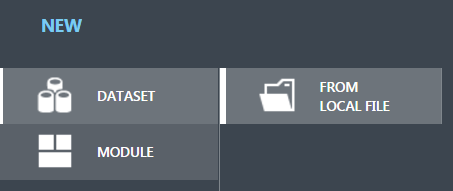 NEW
DATASET
FROM
LOCAL FILE
MODULE